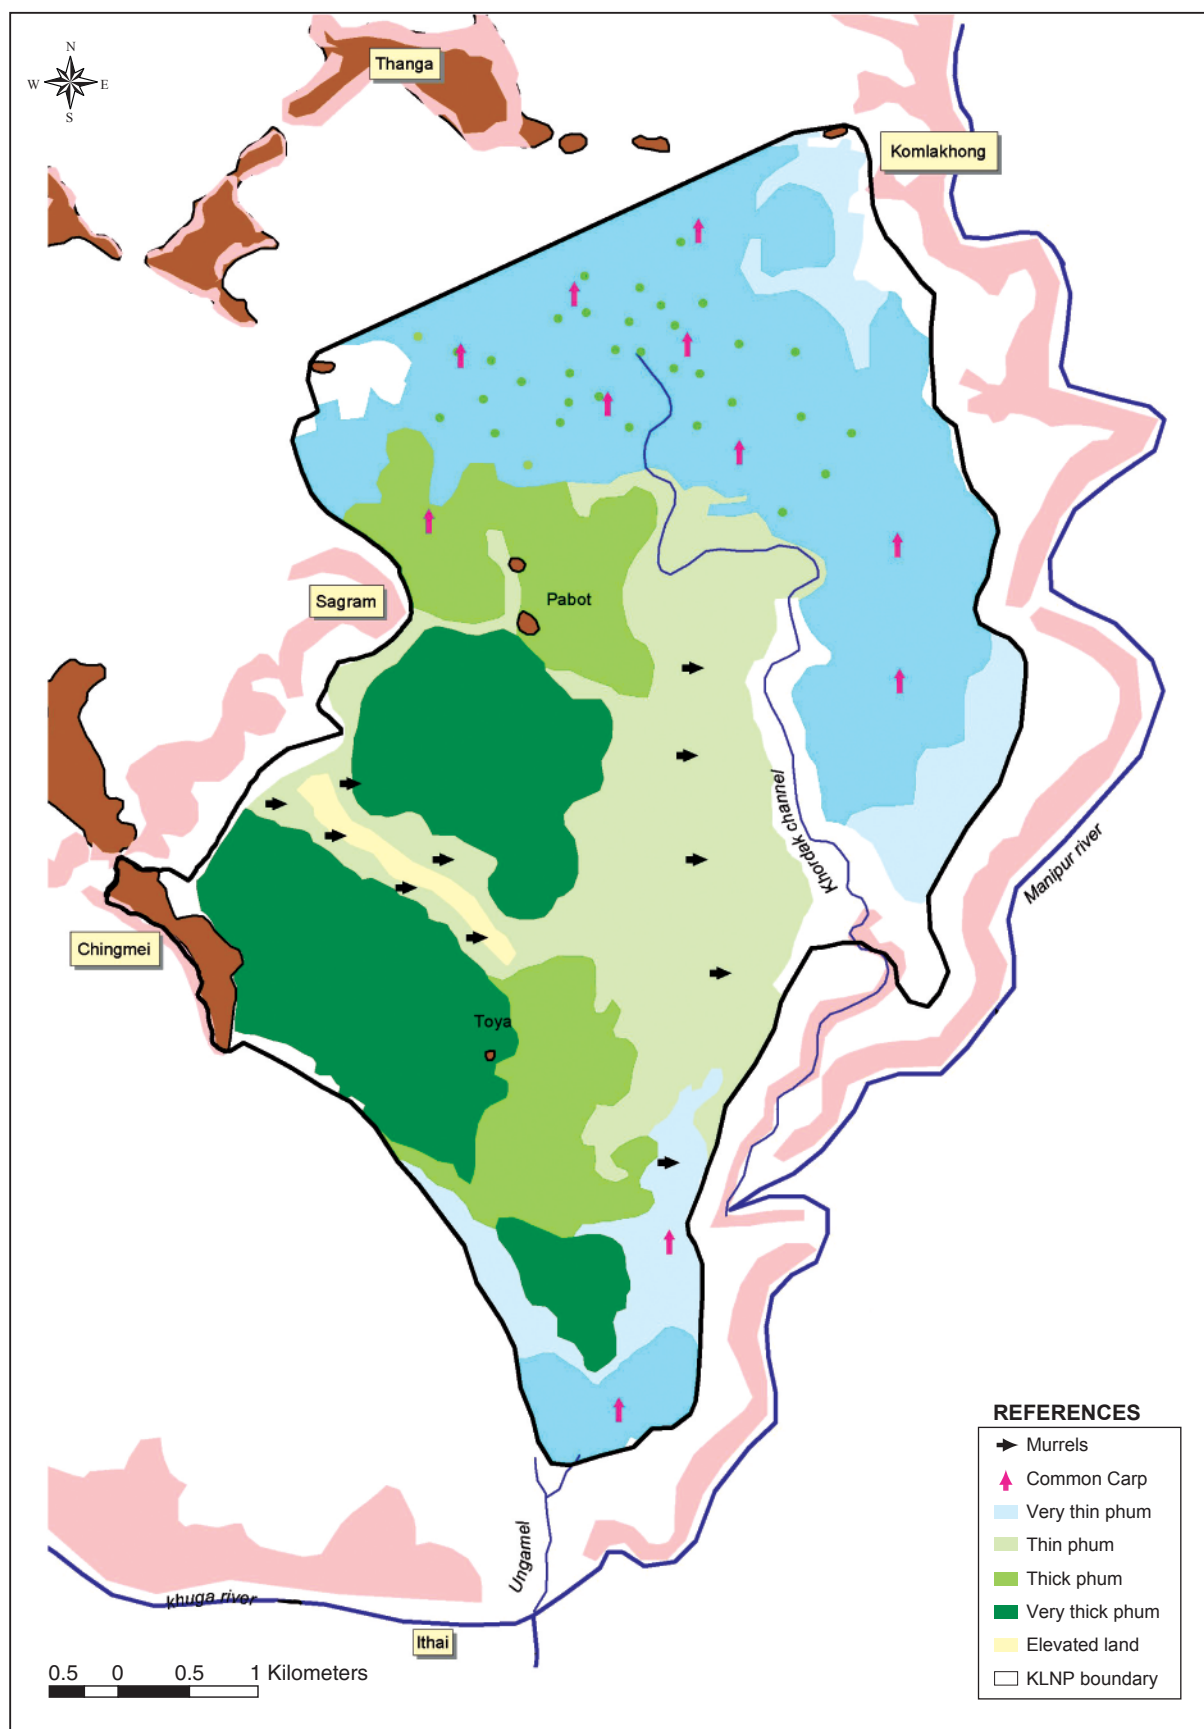 N
W E
S
Thanga
Komlakhong
Sagram
Pabot
Khordak channel
Manipur river
Chingmei
Toya
Ungamel
khuga river
Ithai
0.5 0 0.5 1 Kilometers
REFERENCES
Murrels
Common Carp
Very thin phum
Thin phum
Thick phum
Very thick phum
Elevated land
KLNP boundary